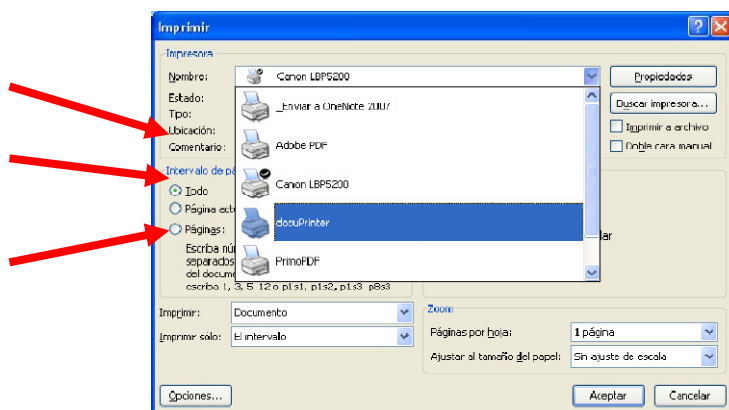 Imprimir
Impresora
Nombre: Canon LBP5200 Propiedades
Estado: _Enviar a OneNote 2007 Buscar impresora...
Tipo:
Ubicación: Imprimir a archivo
Comentario: Adobe PDF Doble cara manual
Intervalo de pá
Canon LBP5200
Todo
Página act
docuPrinter
Páginas: lar
Escriba nú
separados PrimoPDF
del docume
escriba 1, 3, 5-12 o p1s1, p1s2, p1s3-p8s3
Imprimir: Documento Zoom
Imprimir sólo: El intervalo Páginas por hoja: 1 página
Ajustar al tamaño del papel: Sin ajuste de escala
Opciones... Aceptar Cancelar